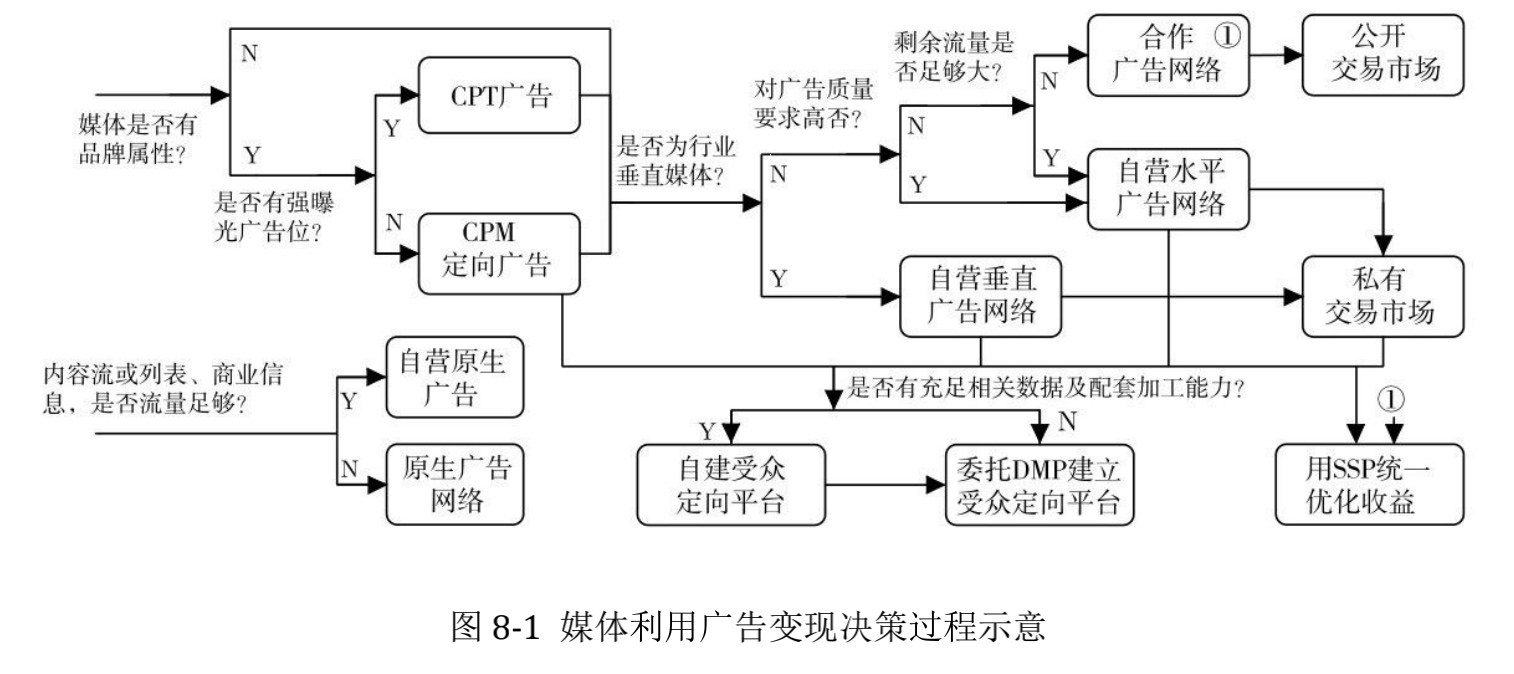 N
媒体是否有
品牌属性？
Y
是否有强曝
光广告位？
Y
CPT广告
N
CPM
定向广告
是否为行业
垂直媒体？
N
Y
对广告质量
要求高否？
N
Y
剩余流量是
否足够大？
N
Y
合作 ①
广告网络
公开
交易市场
自营水平
广告网络
自营垂直
广告网络
私有
交易市场
内容流或列表、商业信
息，是否流量足够？
Y
自营原生
广告
N
原生广告
网络
是否有充足相关数据及配套加工能力？
Y
N
自建受众
定向平台
委托DMP建立
受众定向平台
①
用SSP统一
优化收益
图 8-1 媒体利用广告变现决策过程示意